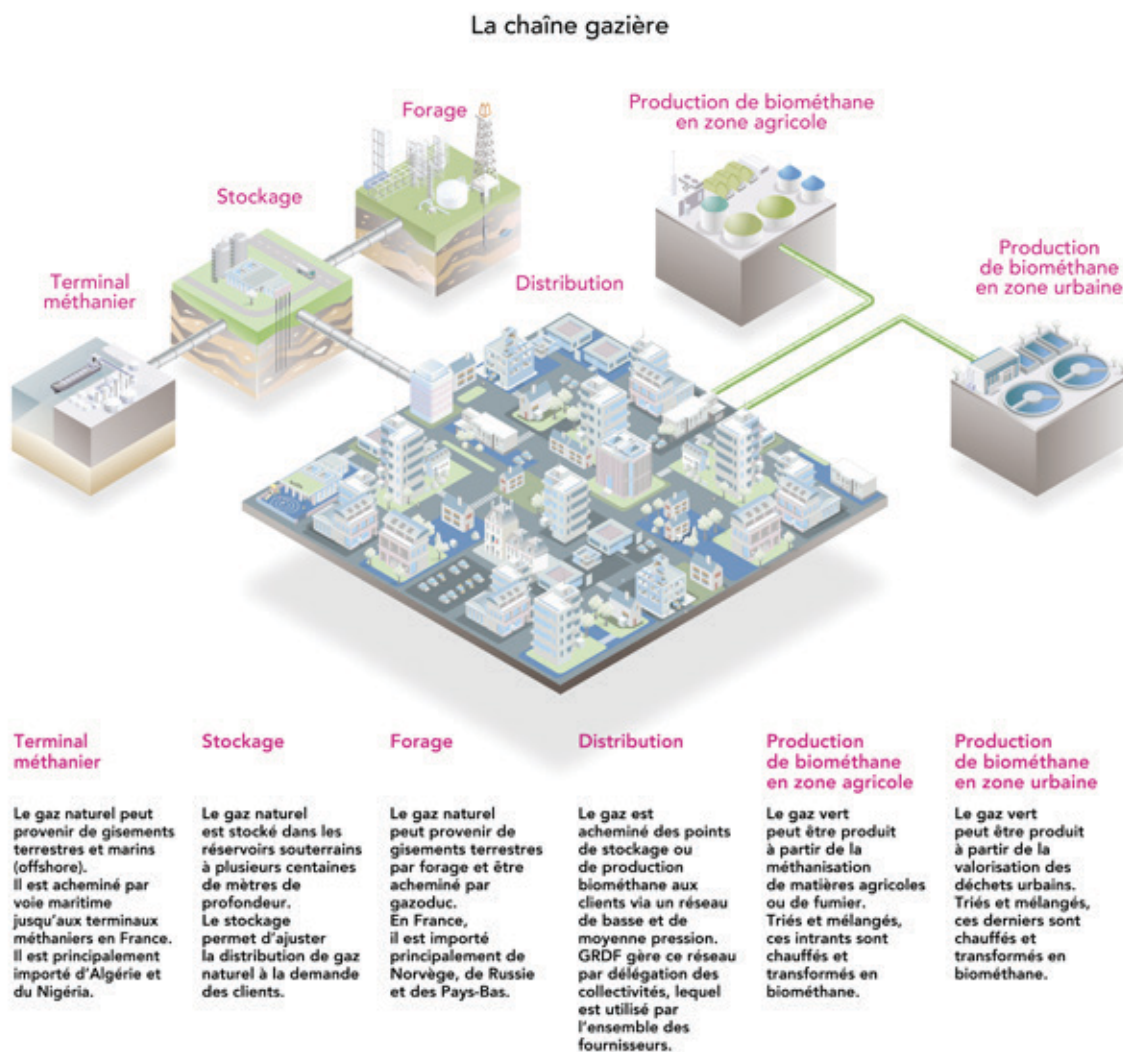 La chaîne gazière
Forage
Production de biométhane
en zone agricole
Stockage
Production
de biométhane
en zone urbaine
Terminal
méthanier
Distribution
Terminal
méthanier
Le gaz naturel peut
provenir de gisements
terrestres et marins
(offshore).
Il est acheminé par
voie maritime
jusqu'aux terminaux
méthaniers en France.
Il est principalement
importé d'Algérie et
du Nigéria.
Stockage
Le gaz naturel
est stocké dans les
réservoirs souterrains
à plusieurs centaines
de mètres de
profondeur.
Le stockage
permet d'ajuster
la distribution de gaz
naturel à la demande
des clients.
Forage
Le gaz naturel
peut provenir de
gisements terrestres
par forage et être
acheminé par
gazoduc.
En France,
il est importé
principalement de
Norvège, de Russie
et des Pays-Bas.
Distribution
Le gaz est
acheminé des points
de stockage ou
de production
biométhane aux
clients via un réseau
de basse et de
moyenne pression.
GRDF gère ce réseau
par délégation des
collectivités, lequel
est utilisé par
l'ensemble des
fournisseurs.
Production
de biométhane
en zone agricole
Le gaz vert
peut être produit
à partir de la
méthanisation
de matières agricoles
ou de fumier.
Triés et mélangés,
ces intrants sont
chauffés et
transformés en
biométhane.
Production
de biométhane
en zone urbaine
Le gaz vert
peut être produit
à partir de la
valorisation des
déchets urbains.
Triés et mélangés,
ces derniers sont
chauffés et
transformés en
biométhane.